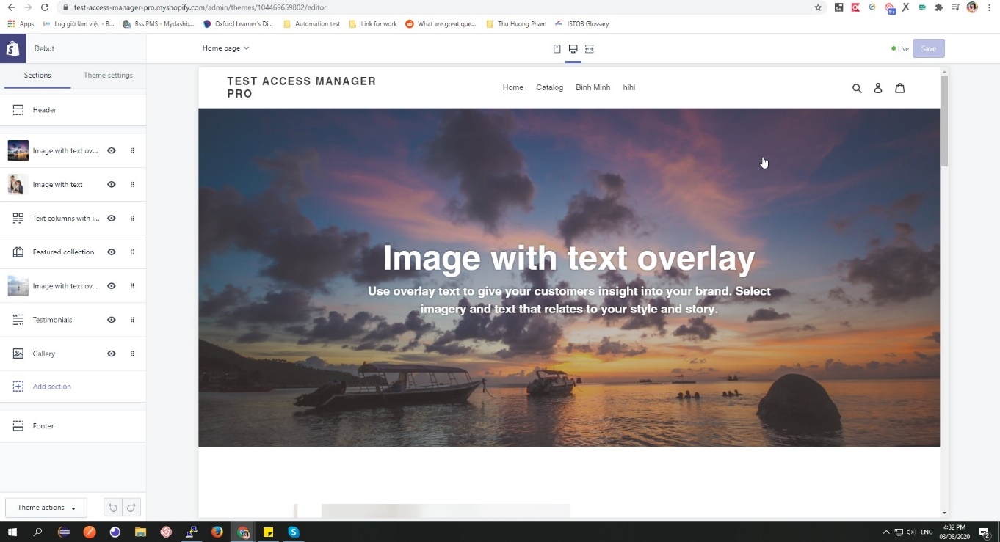 test-access-manager-pro.myshopify.com/admin/themes/104469659802/editor
9+
Apps
Log giờ làm việc - B...
Bss PMS - Mydashb...
Oxford Learner's Di...
Automation test
Link for work
What are great que...
Thu Huong Pham
ISTQB Glossary
Debut
Home page
Live
Save
Sections
Theme settings
Header
Image with text ov...
Image with text
Text columns with i...
Featured collection
Image with text ov...
Testimonials
Gallery
Add section
Footer
Theme actions
TEST ACCESS MANAGER
PRO
Home
Catalog
Bình Minh
hihi
Image with text overlay
Use overlay text to give your customers insight into your brand. Select
imagery and text that relates to your style and story.
ENG
4:32 PM
03/08/2020
2